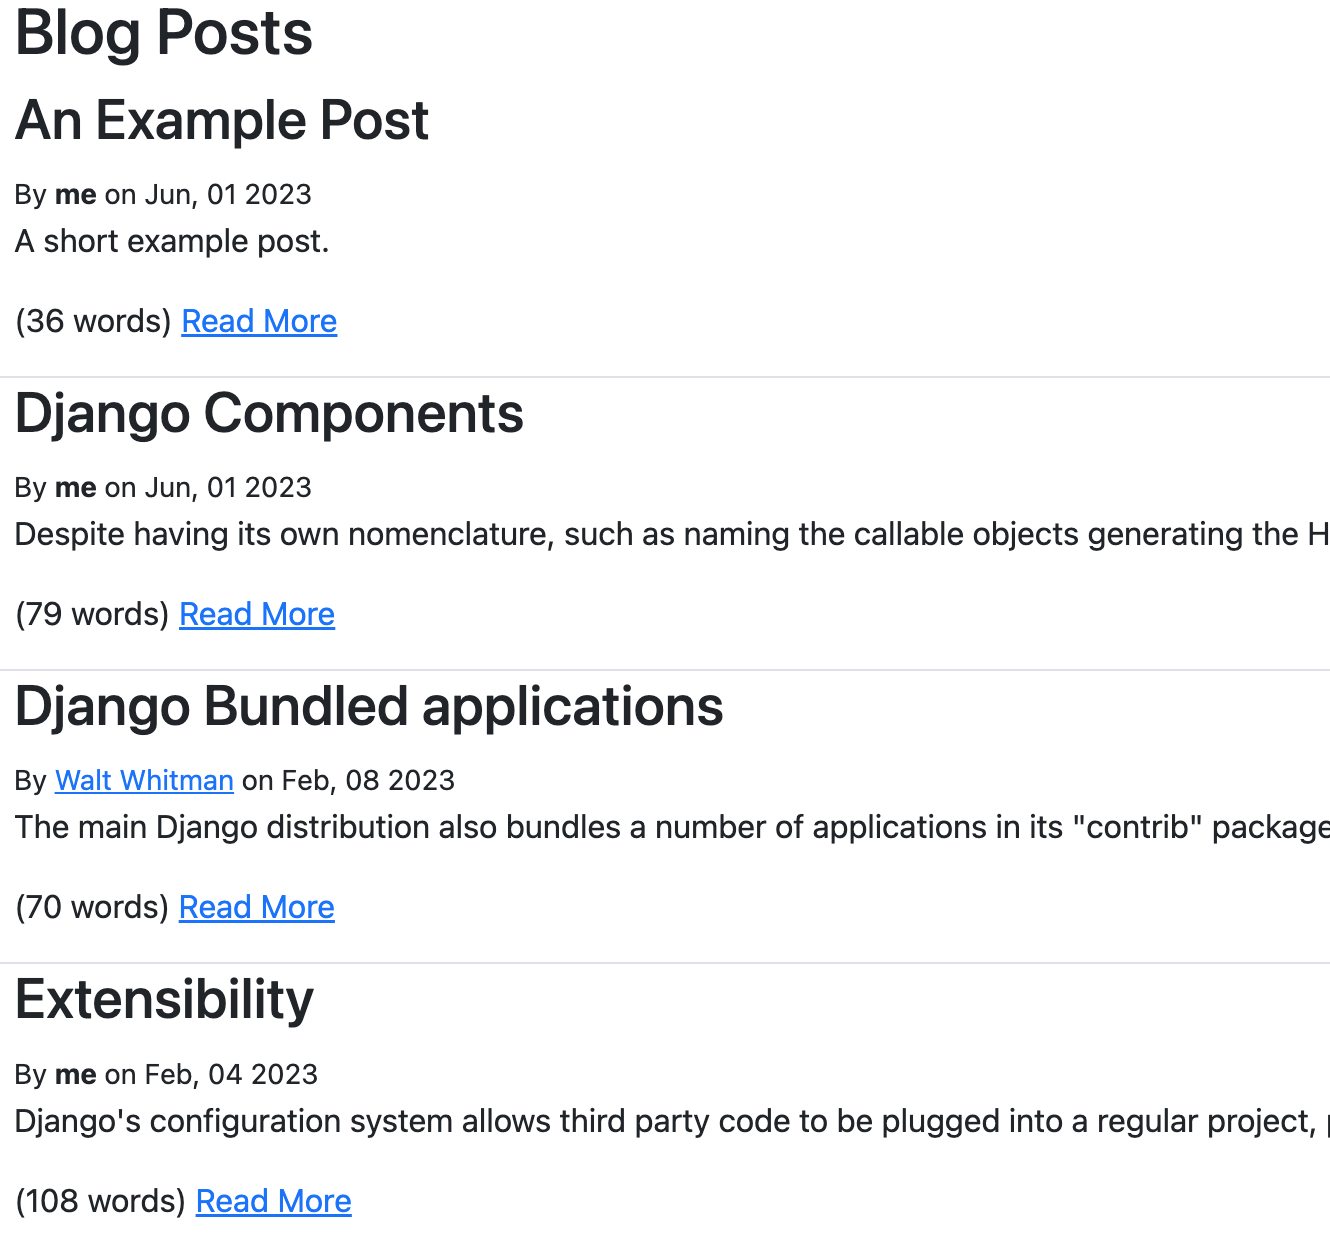 Blog Posts
An Example Post
By me on Jun, 01 2023
A short example post.
(36 words) Read More
Django Components
By me on Jun, 01 2023
Despite having its own nomenclature, such as naming the callable objects generating the H
(79 words) Read More
Django Bundled applications
By Walt Whitman on Feb, 08 2023
The main Django distribution also bundles a number of applications in its "contrib" package
(70 words) Read More
Extensibility
By me on Feb, 04 2023
Django's configuration system allows third party code to be plugged into a regular project,
(108 words) Read More